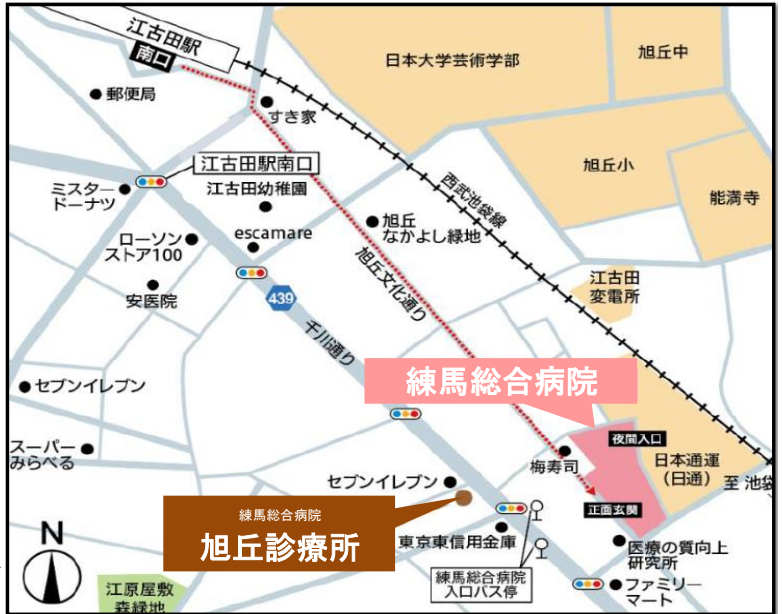 江古田駅
南口
日本大学芸術学部
旭丘中
郵便局
すき家
江古田駅南口
旭丘小
ミスター
ドーナツ
江古田幼稚園
西武池袋線
能満寺
ローソン
ストア100
escamare
旭丘
なかよし緑地
安医院
439
旭丘文化通り
江古田
変電所
千川通り
練馬総合病院
セブンイレブン
夜間入口
スーパー
みらべる
梅寿司
日本通運
(日通)
至 池袋
セブンイレブン
正面玄関
練馬総合病院
旭丘診療所
東京東信用金庫
医療の質向上
研究所
N
練馬総合病院
入口バス停
ファミリー
マート
江原屋敷
森緑地